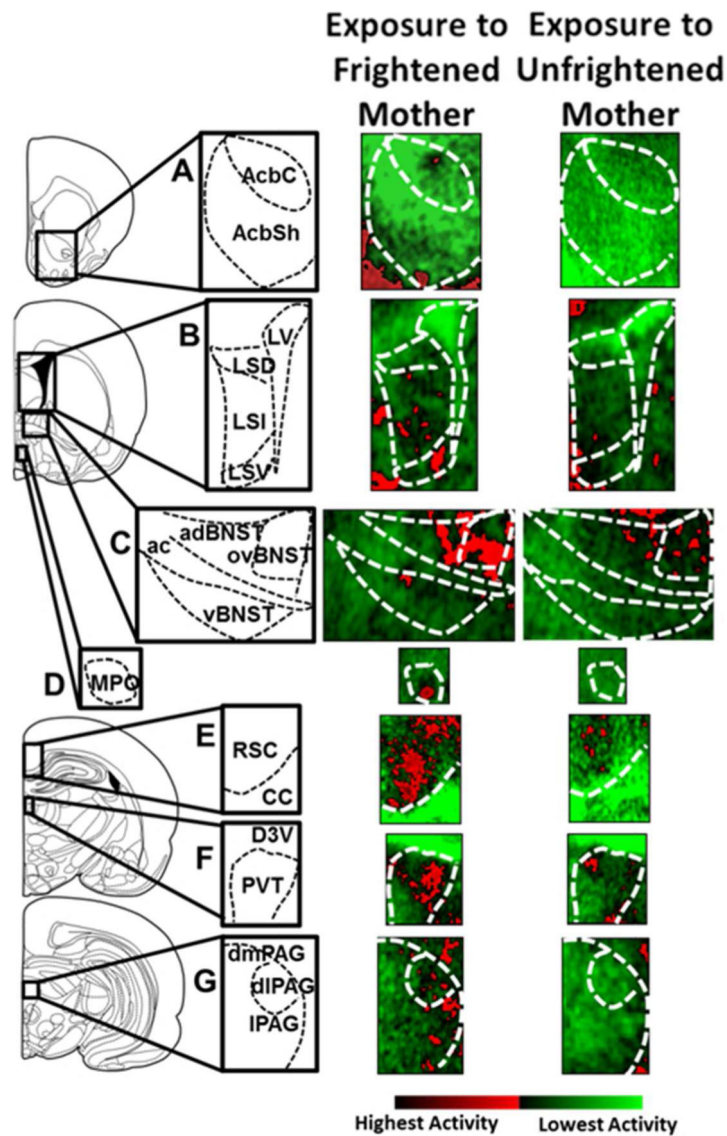 Exposure to Exposure to
Frightened Unfrightened
Mother Mother
A
AcbC
AcbSh
B
LV
LSD
LSI
LSV
C
adBNST
ac
ovBNST
vBNST
D
MPO
E
RSC
CC
F
D3V
PVT
G
dmPAG
dlPAG
lPAG
Highest Activity Lowest Activity